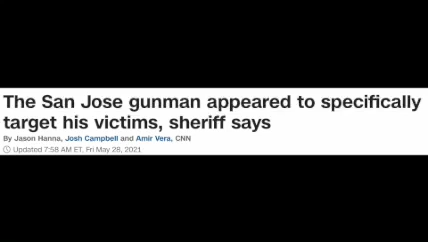 The San Jose gunman appeared to specifically
target his victims, sheriff says
By Jason Hanna, Josh Campbell and Amir Vera, CNN
Updated 7:58 AM ET, Fri May 28, 2021